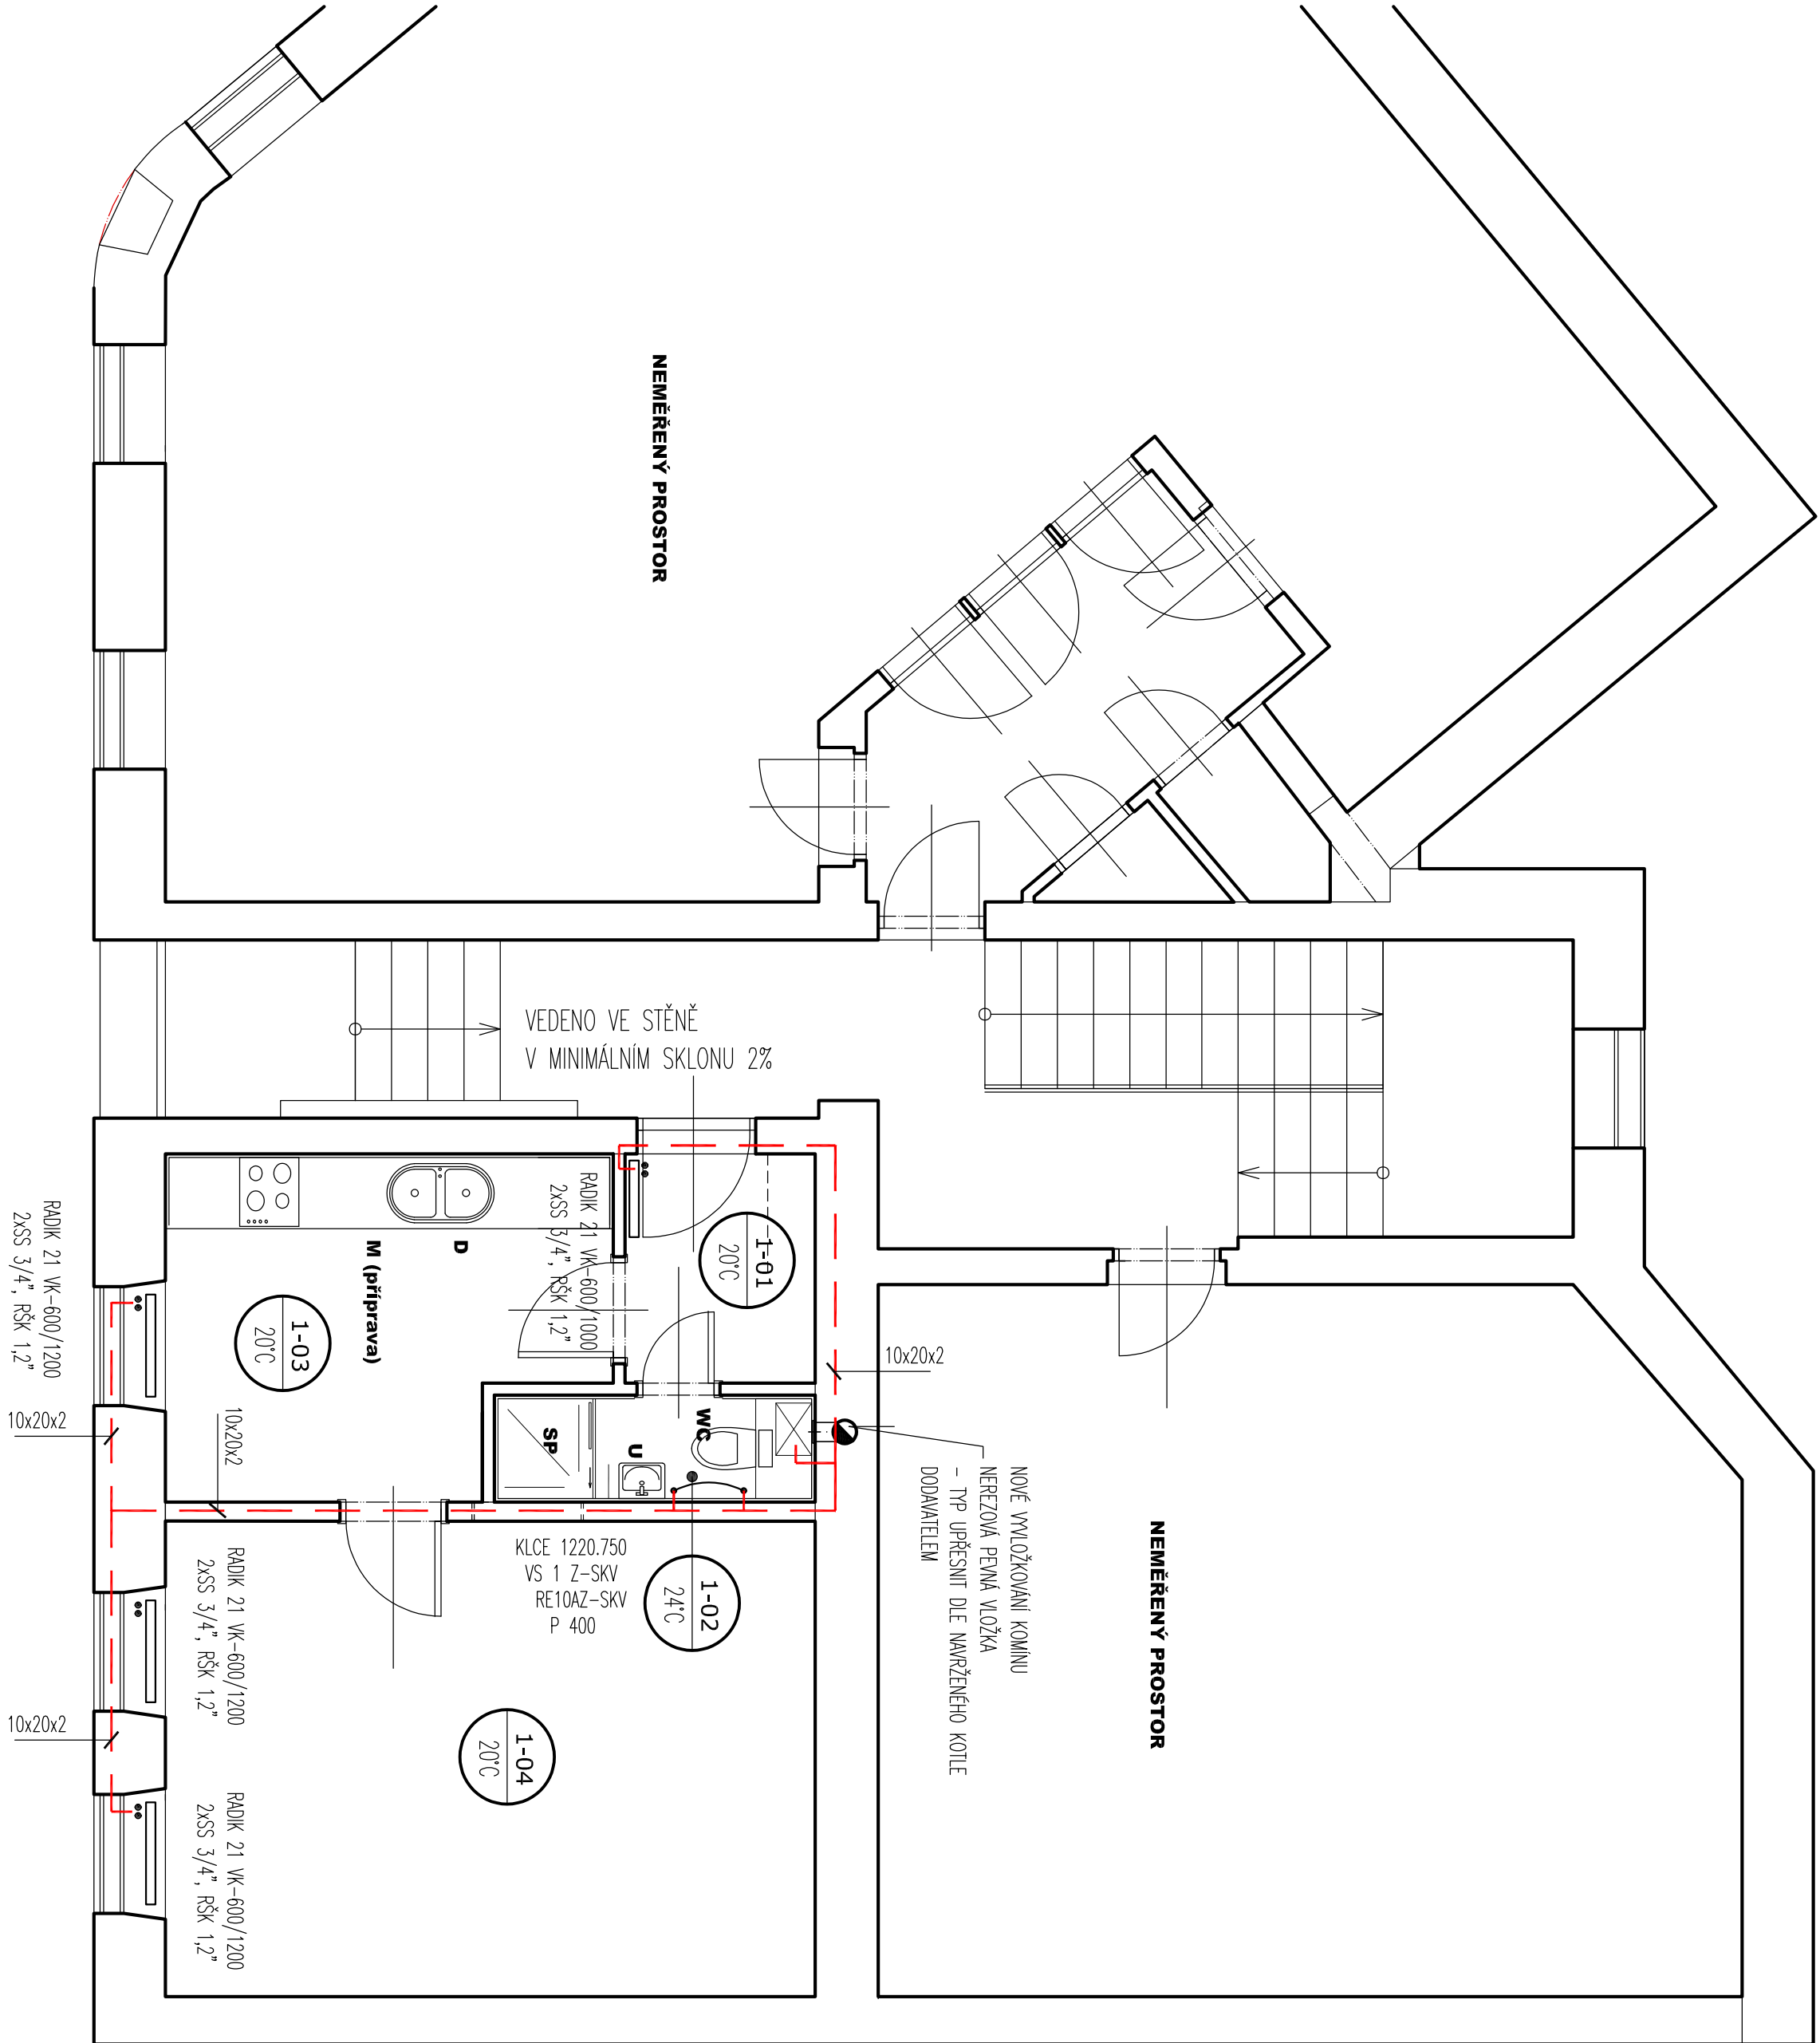 NEMĚŘENÝ PROSTOR
VEDENO VE STĚNĚ
V MINIMÁLNÍM SKLONU 2%
RADIK 21 VK-600/1000
2xSS 3/4", RŠK 1,2"
1-01
20°C
D
M (příprava)
1-03
20°C
RADIK 21 VK-600/1200
2xSS 3/4", RŠK 1,2"
10x20x2
10x20x2
10x20x2
WC
U
SP
10x20x2
NOVÉ VYVLOŽKOVÁNÍ KOMÍNU
NEREZOVÁ PEVNÁ VLOŽKA
- TYP UPŘESNIT DLE NAVRŽENÉHO KOTLE
DODAVATELEM
NEMĚŘENÝ PROSTOR
KLCE 1220.750
VS 1 Z-SKV
RE10AZ-SKV
P 400
1-02
24°C
RADIK 21 VK-600/1200
2xSS 3/4", RŠK 1,2"
10x20x2
1-04
20°C
RADIK 21 VK-600/1200
2xSS 3/4", RŠK 1,2"